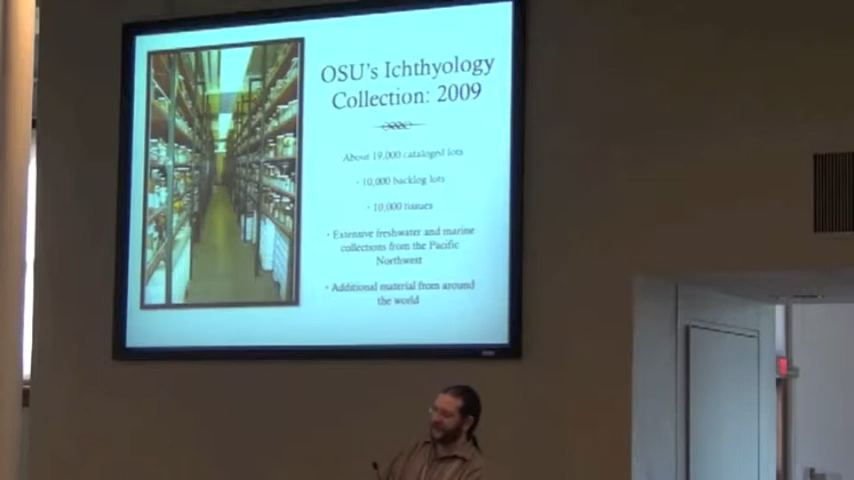 OSU's Ichthyology
Collection: 2009
About 19,000 cataloged lots
· 10,000 backlog lots
· 10,000 tissues
· Extensive freshwater and marine
collections from the Pacific
Northwest
· Additional material from around
the world